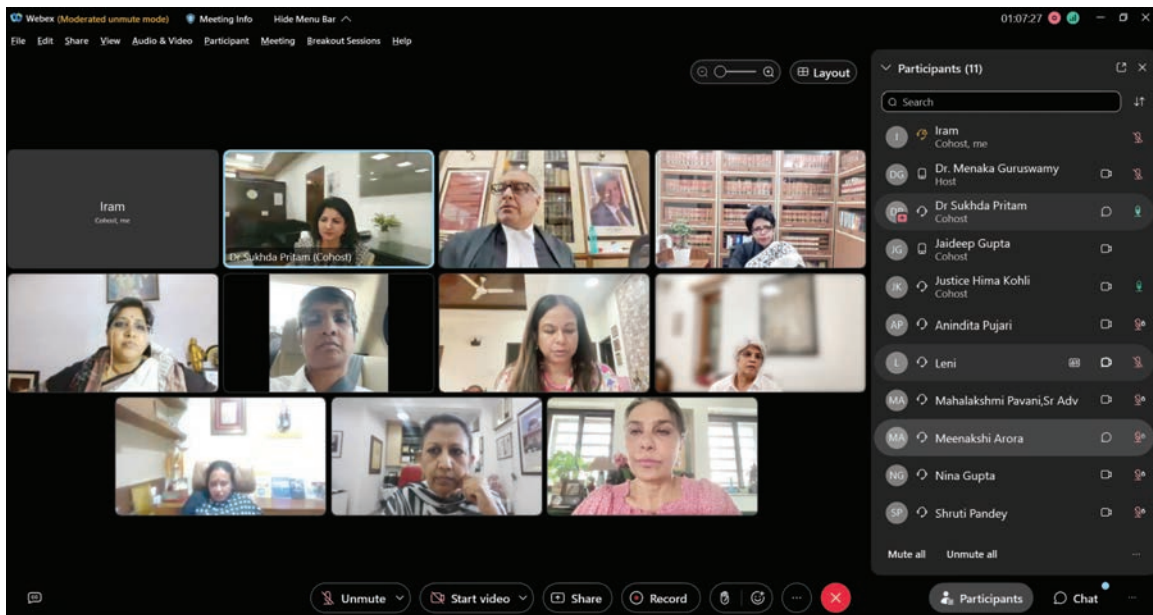 Webex (Moderated unmute mode) Meeting Info Hide Menu Bar 01:07:27
File Edit Share View Audio & Video Participant Meeting Breakout Sessions Help
Layout
Iram
Cohost, me
Dr Sukhda Pritam (Cohost)
Participants (11)
Search
I Iram
Cohost, me
DG Dr. Menaka Guruswamy
Host
DP Dr Sukhda Pritam
Cohost
JG Jaideep Gupta
Cohost
JK Justice Hima Kohli
Cohost
AP Anindita Pujari
L Leni
MA Mahalakshmi Pavani,Sr Adv
MA Meenakshi Arora
NG Nina Gupta
SP Shruti Pandey
Mute all Unmute all
Unmute Start video Share Record Participants Chat